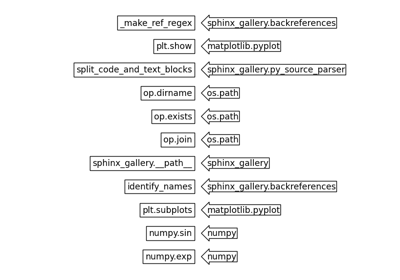 _make_ref_regex sphinx_gallery.backreferences
plt.show matplotlib.pyplot
split_code_and_text_blocks sphinx_gallery.py_source_parser
op.dirname os.path
op.exists os.path
op.join os.path
sphinx_gallery.__path__ sphinx_gallery
identify_names sphinx_gallery.backreferences
plt.subplots matplotlib.pyplot
numpy.sin numpy
numpy.exp numpy